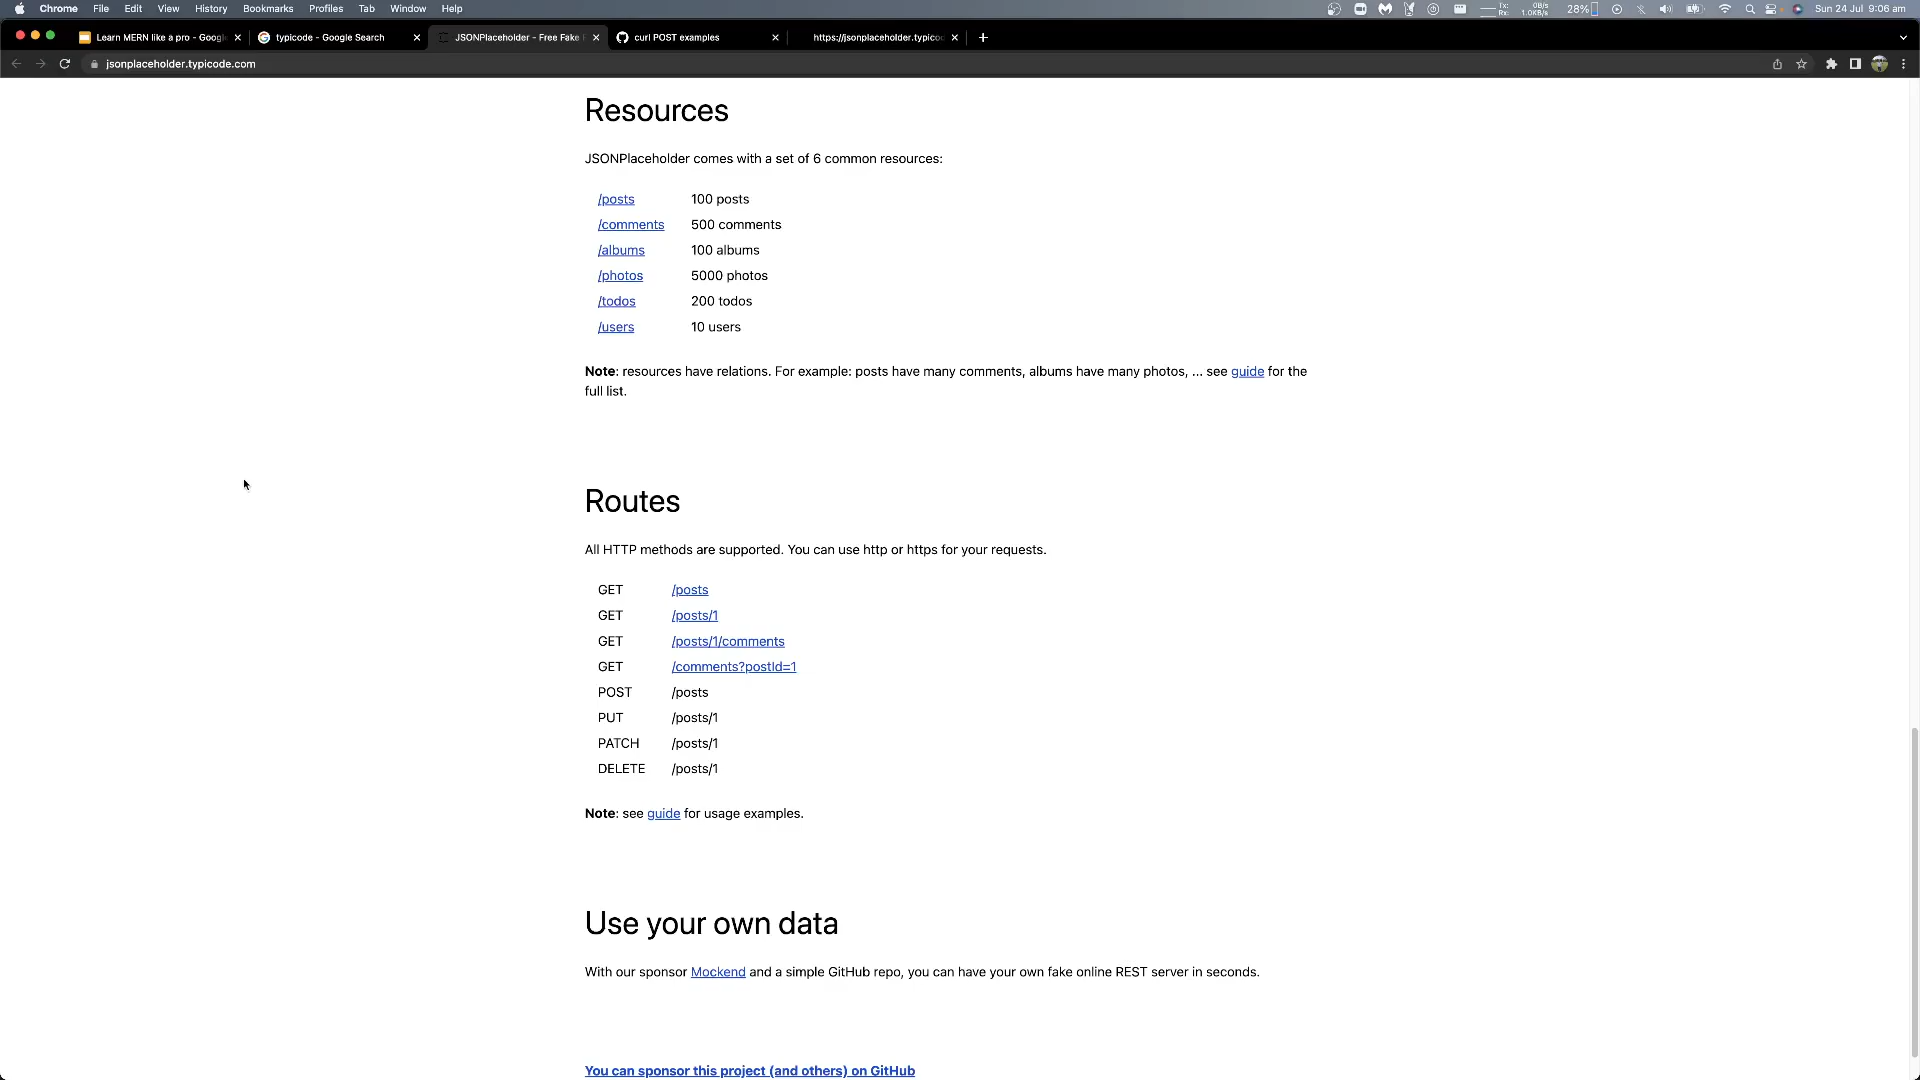 Chrome File Edit View History Bookmarks Profiles Tab Window Help Tx: 0B/s Rx: 1.0KB/s 28% Sun 24 Jul 9:06 am
Learn MERN like a pro - Googl typicode - Google Search JSONPlaceholder - Free Fake curl POST examples https://jsonplaceholder.typico
jsonplaceholder.typicode.com
Resources
JSONPlaceholder comes with a set of 6 common resources:
/posts 100 posts
/comments 500 comments
/albums 100 albums
/photos 5000 photos
/todos 200 todos
/users 10 users
Note: resources have relations. For example: posts have many comments, albums have many photos, ... see guide for the
full list.
Routes
All HTTP methods are supported. You can use http or https for your requests.
GET /posts
GET /posts/1
GET /posts/1/comments
GET /comments?postId=1
POST /posts
PUT /posts/1
PATCH /posts/1
DELETE /posts/1
Note: see guide for usage examples.
Use your own data
With our sponsor Mockend and a simple GitHub repo, you can have your own fake online REST server in seconds.
You can sponsor this project (and others) on GitHub